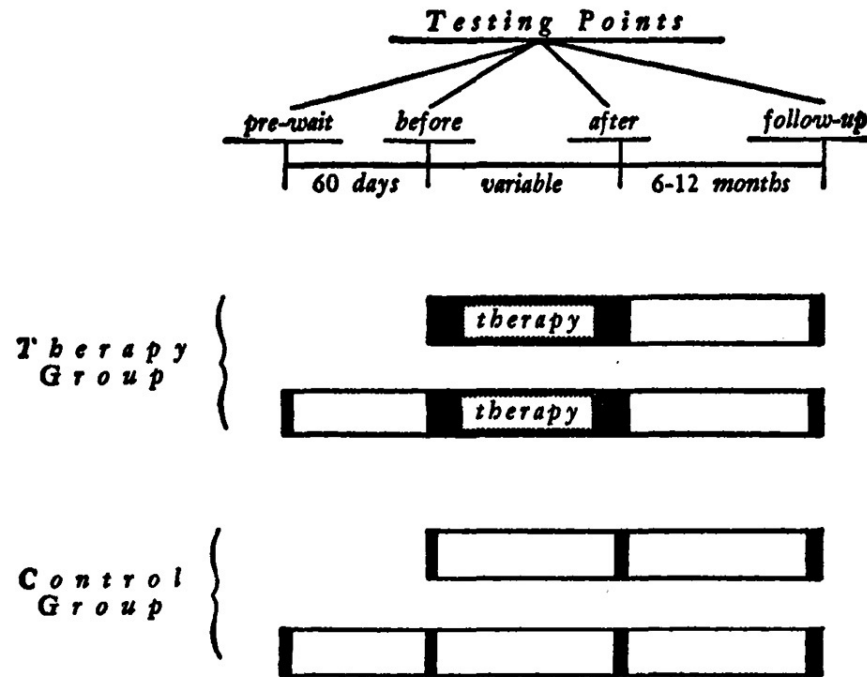 Testing Points
pre-wait before after follow-up
60 days variable 6-12 months
therapy
Therapy
Group
therapy
Control
Group